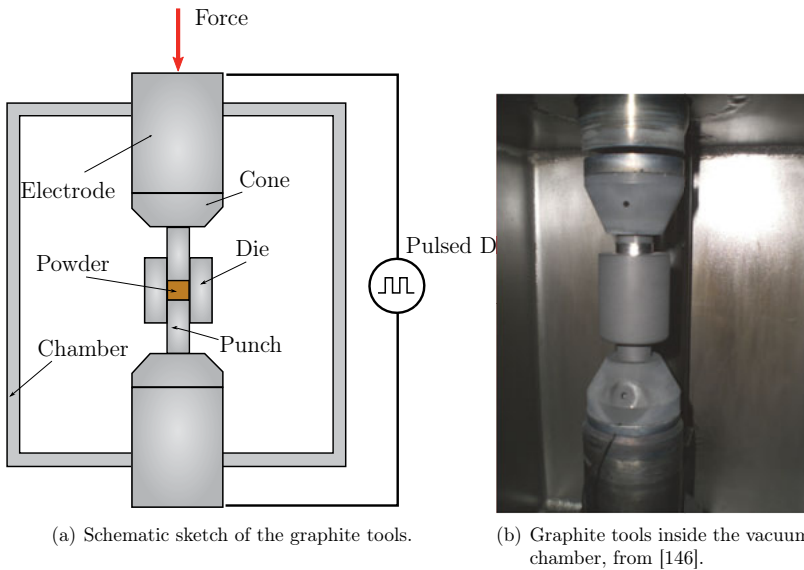 Force
Electrode
Cone
Powder
Die
Pulsed D
Chamber
Punch
(a) Schematic sketch of the graphite tools.
(b) Graphite tools inside the vacuum
chamber, from [146].